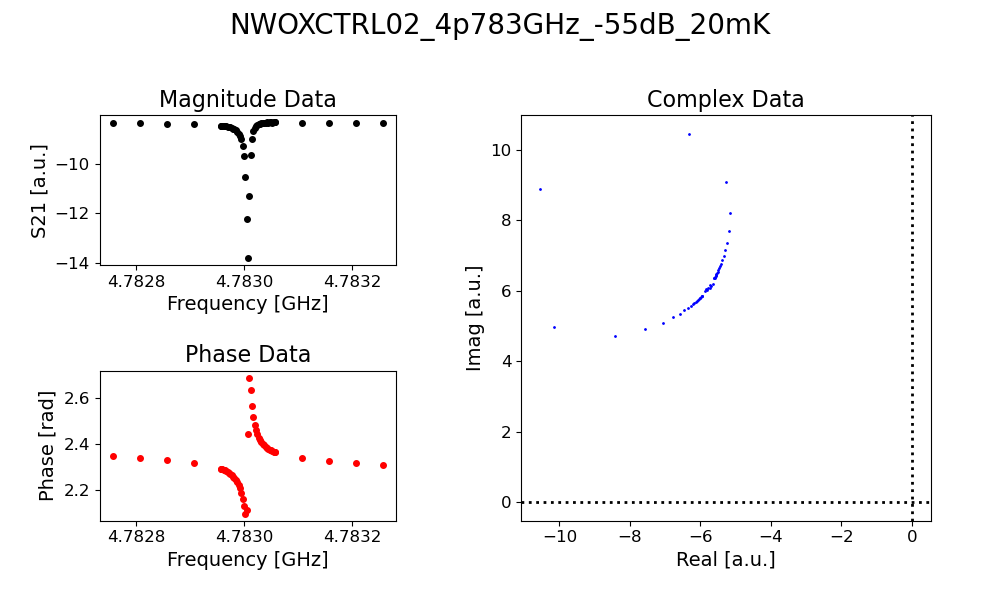 NWOXCTRL02_4p783GHz_-55dB_20mK
Magnitude Data
S21 [a.u.]
−10
−12
−14
4.7828
4.7830
4.7832
Frequency [GHz]
Phase Data
Phase [rad]
2.6
2.4
2.2
4.7828
4.7830
4.7832
Frequency [GHz]
Complex Data
Imag [a.u.]
10
8
6
4
2
0
−10
−8
−6
−4
−2
0
Real [a.u.]